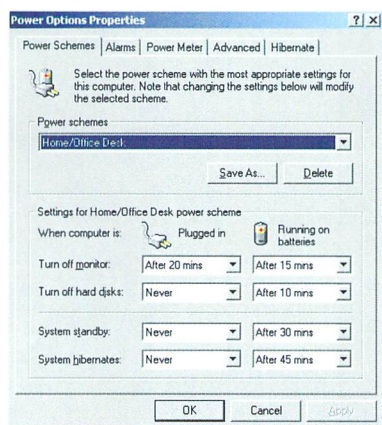 Power Options Properties
Power Schemes Alarms Power Meter Advanced Hibernate
Select the power scheme with the most appropriate settings for
this computer. Note that changing the settings below will modify
the selected scheme.
Power schemes
Home/Office Desk
Save As... Delete
Settings for Home/Office Desk power scheme
When computer is: Plugged in Running on
batteries
Turn off monitor: After 20 mins After 15 mins
Turn off hard disks: Never After 10 mins
System standby: Never After 30 mins
System hibernates: Never After 45 mins
OK Cancel Apply